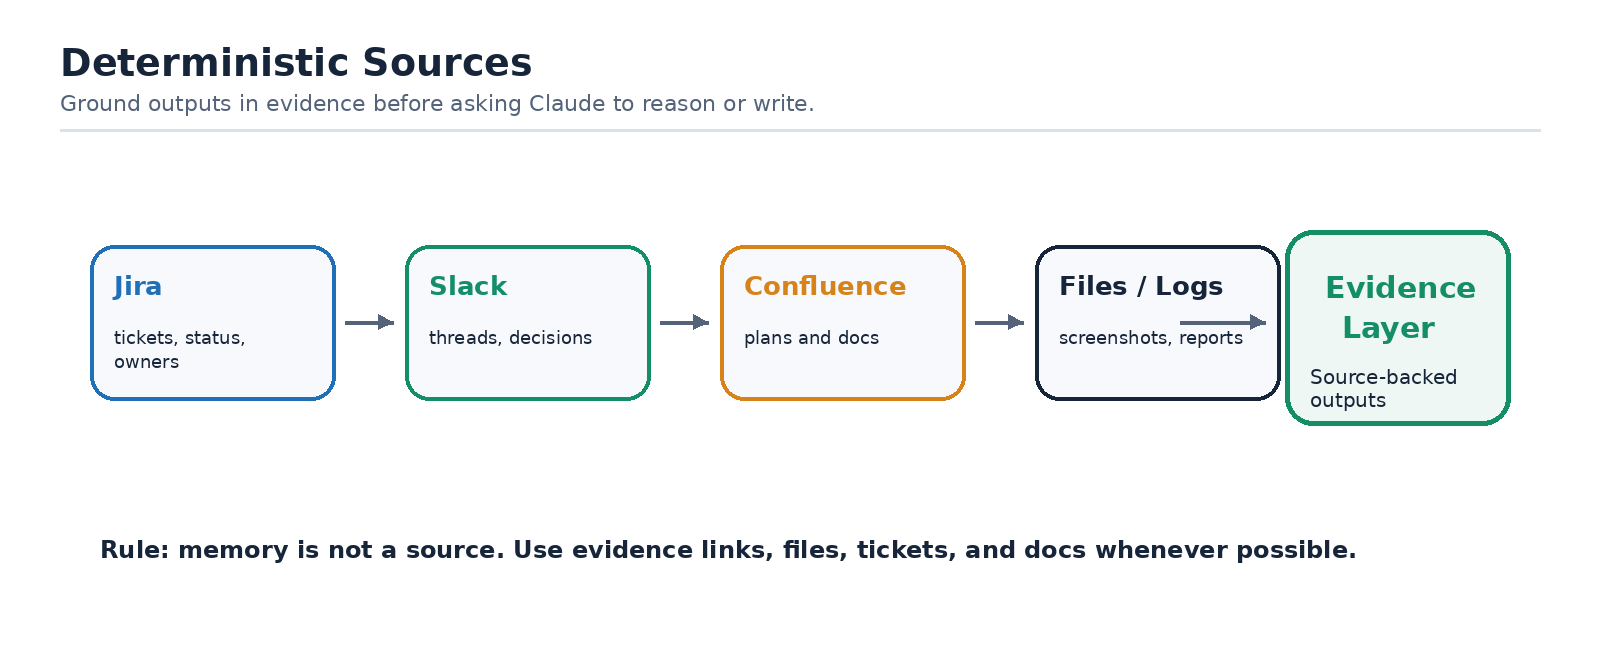 Deterministic Sources
Ground outputs in evidence before asking Claude to reason or write.
Jira
tickets, status,
owners
Slack
threads, decisions
Confluence
plans and docs
Files / Logs
screenshots, reports
Evidence
Layer
Source-backed
outputs
Rule: memory is not a source. Use evidence links, files, tickets, and docs whenever possible.